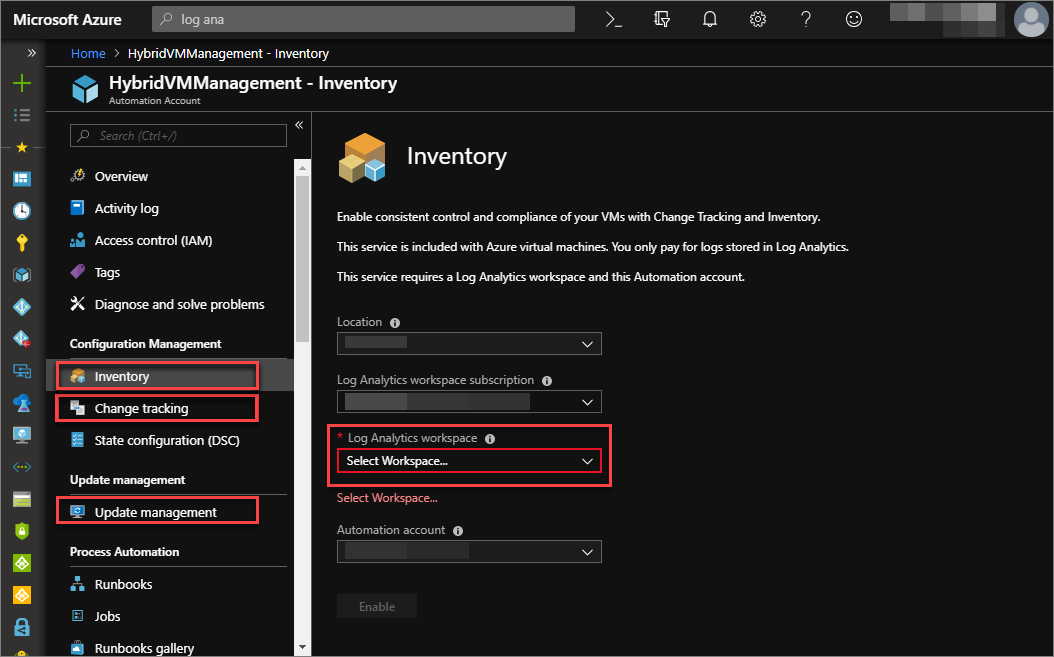 Microsoft Azure
log ana
Home > HybridVMManagement - Inventory
HybridVMManagement - Inventory
Automation Account
Search (Ctrl+/)
Overview
Activity log
Access control (IAM)
Tags
Diagnose and solve problems
Configuration Management
Inventory
Change tracking
State configuration (DSC)
Update management
Update management
Process Automation
Runbooks
Jobs
Runbooks gallery
Inventory
Enable consistent control and compliance of your VMs with Change Tracking and Inventory.
This service is included with Azure virtual machines. You only pay for logs stored in Log Analytics.
This service requires a Log Analytics workspace and this Automation account.
Location
Log Analytics workspace subscription
* Log Analytics workspace
Select Workspace...
Select Workspace...
Automation account
Enable